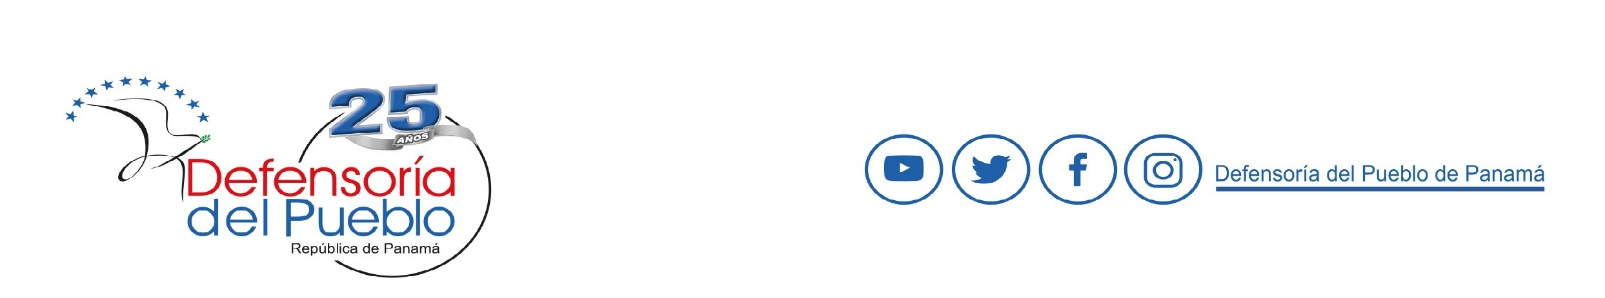 25
AÑOS
Defensoría
del Pueblo
República de Panamá
Defensoría del Pueblo de Panamá